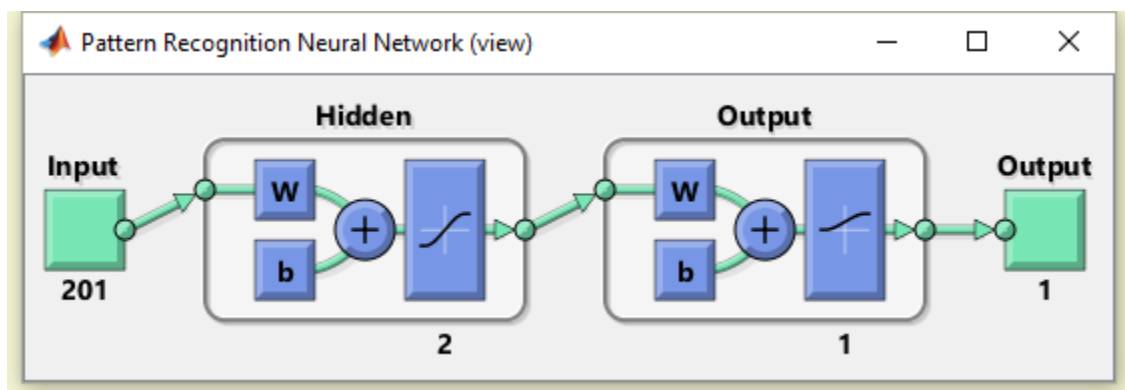 Pattern Recognition Neural Network (view)
Hidden
Output
Input
Output
W
b
W
b
201
1
2
1